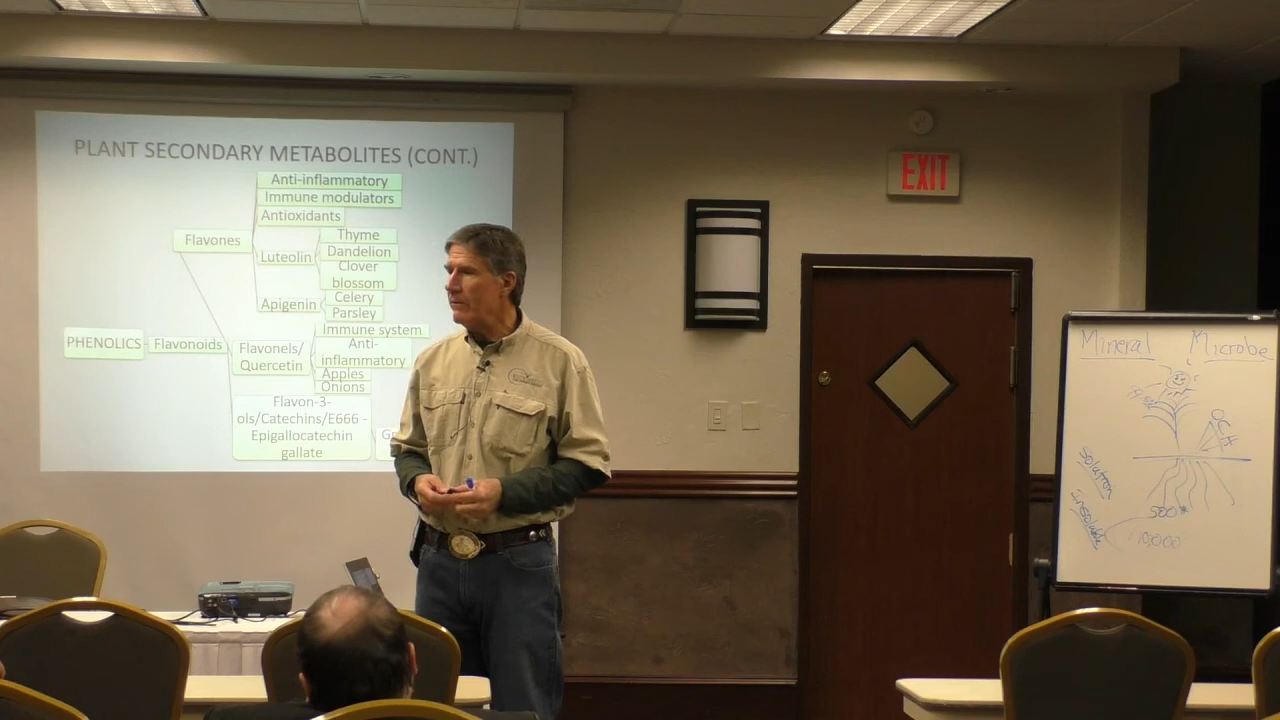 PLANT SECONDARY METABOLITES (CONT.)
Anti-inflammatory
Immune modulators
Antioxidants
Flavones
Luteolin
Thyme
Dandelion
Clover
blossom
Apigenin
Celery
Parsley
PHENOLICS
Flavonoids
Flavonels/
Quercetin
Immune system
Anti-
inflammatory
Apples
Onions
Flavon-3-
ols/Catechins/E666 -
Epigallocatechin
gallate
EXIT
Mineral Microbe
Solution
Insoluble
500#
10,000